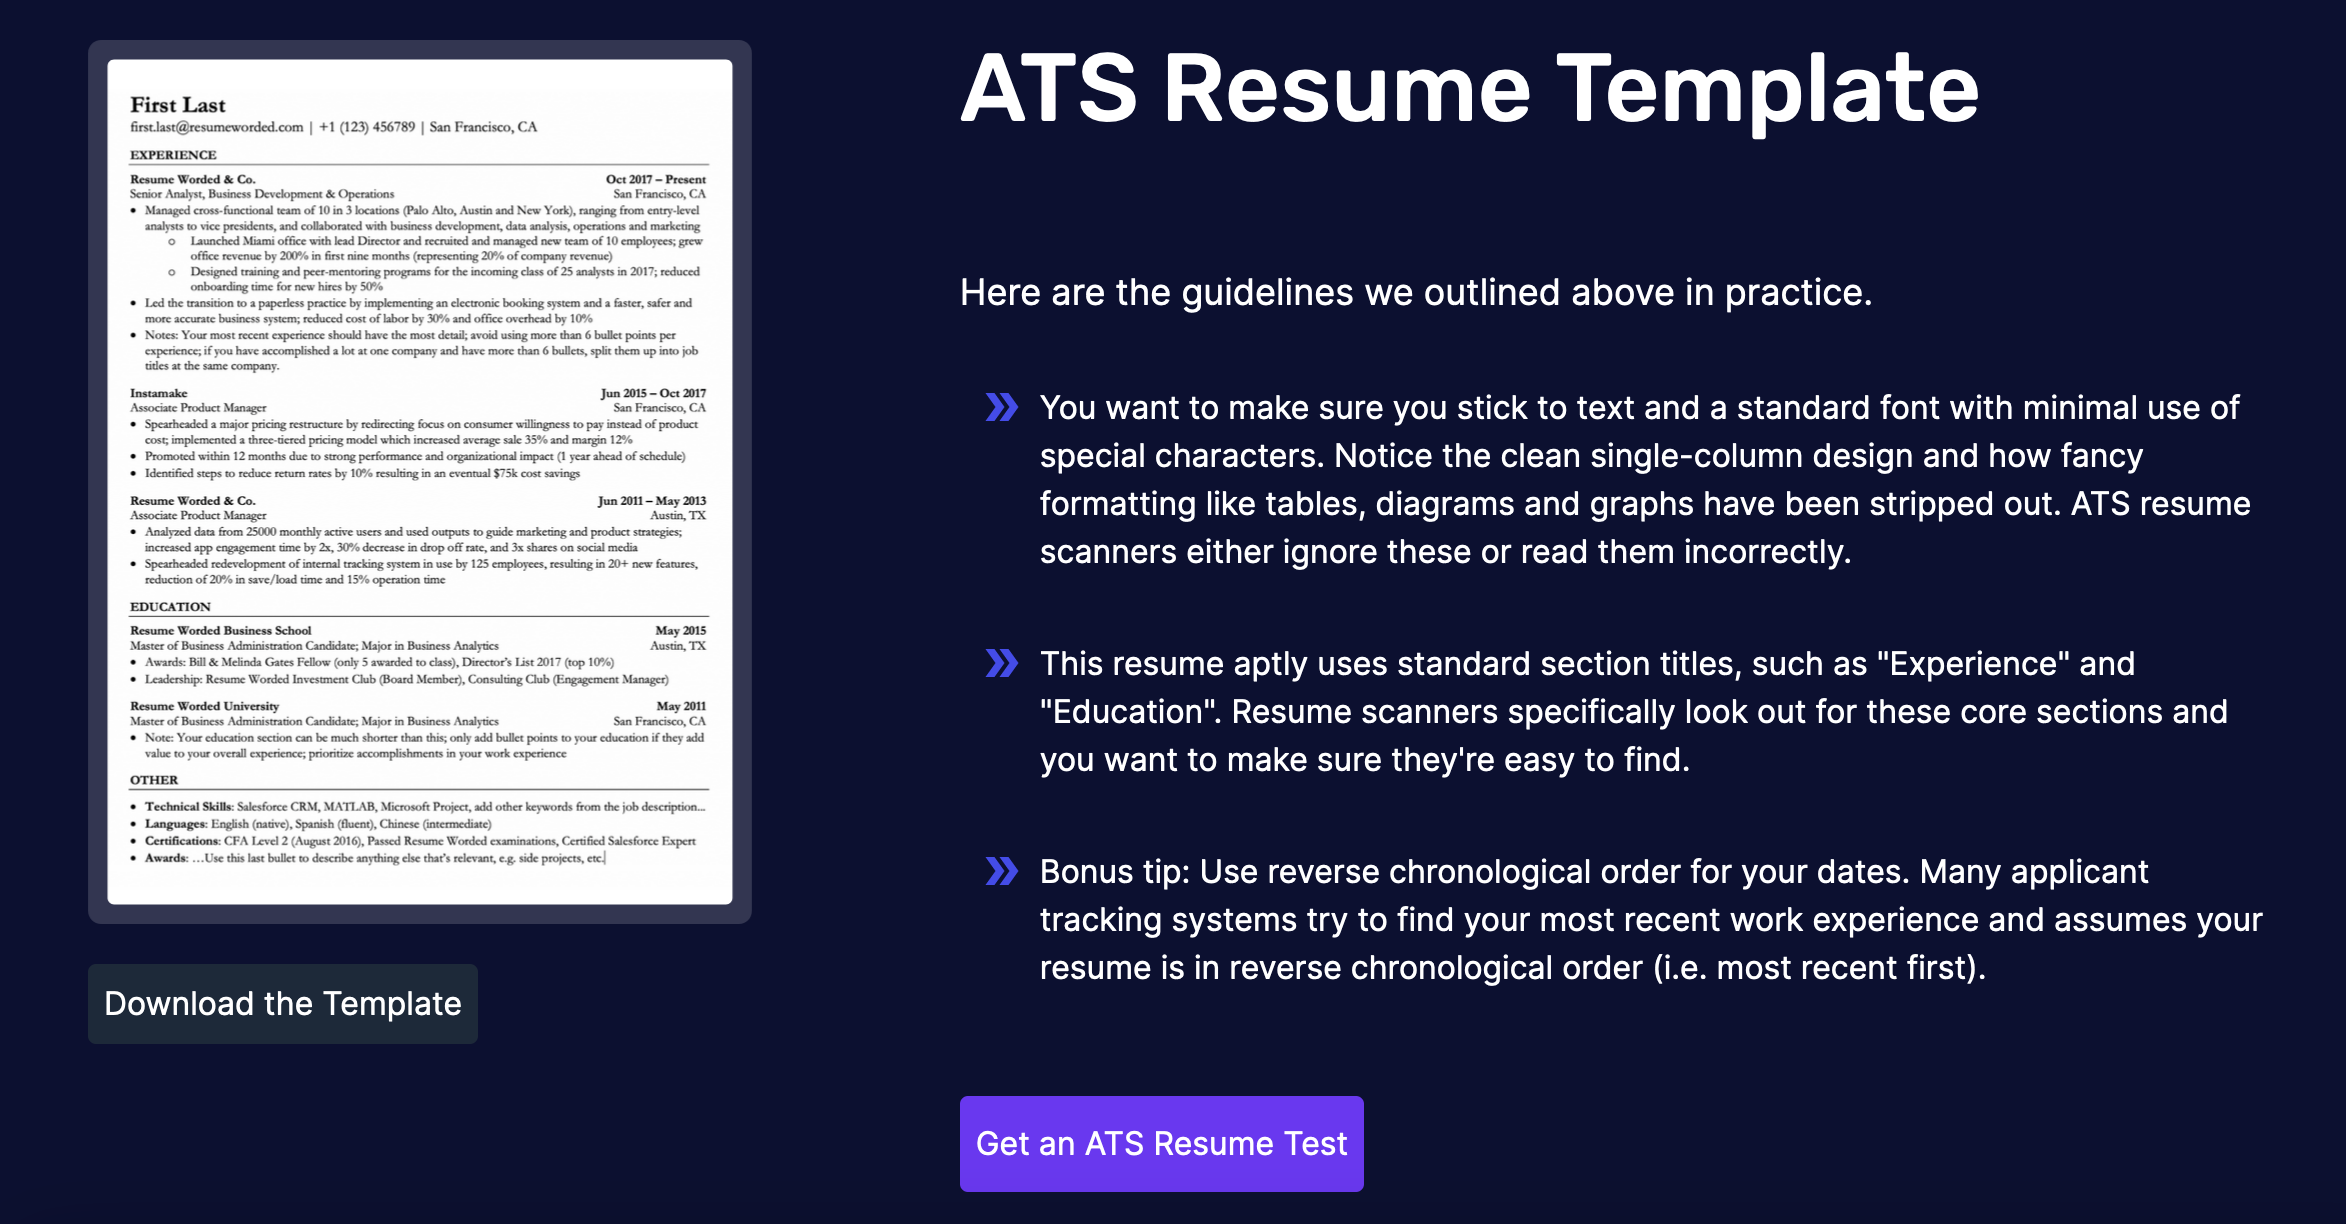 First Last
first.last@resumeworded.com | +1 (123) 456789 | San Francisco, CA
EXPERIENCE
Resume Worded & Co. Oct 2017 – Present
Senior Analyst, Business Development & Operations San Francisco, CA
• Managed cross-functional team of 10 in 3 locations (Palo Alto, Austin and New York), ranging from entry-level
analysts to vice presidents, and collaborated with business development, data analysis, operations and marketing
o Launched Miami office with lead Director and recruited and managed new team of 10 employees; grew
office revenue by 200% in first nine months (representing 20% of company revenue)
o Designed training and peer-mentoring programs for the incoming class of 25 analysts in 2017; reduced
onboarding time for new hires by 50%
• Led the transition to a paperless practice by implementing an electronic booking system and a faster, safer and
more accurate business system; reduced cost of labor by 30% and office overhead by 10%
• Notes: Your most recent experience should have the most detail; avoid using more than 6 bullet points per
experience; if you have accomplished a lot at one company and have more than 6 bullets, split them up into job
titles at the same company.
Instamake Jun 2015 – Oct 2017
Associate Product Manager San Francisco, CA
• Spearheaded a major pricing restructure by redirecting focus on consumer willingness to pay instead of product
cost; implemented a three-tiered pricing model which increased average sale 35% and margin 12%
• Promoted within 12 months due to strong performance and organizational impact (1 year ahead of schedule)
• Identified steps to reduce return rates by 10% resulting in an eventual $75k cost savings
Resume Worded & Co. Jun 2011 – May 2013
Associate Product Manager Austin, TX
• Analyzed data from 25000 monthly active users and used outputs to guide marketing and product strategies;
increased app engagement time by 2x, 30% decrease in drop off rate, and 3x shares on social media
• Spearheaded redevelopment of internal tracking system in use by 125 employees, resulting in 20+ new features,
reduction of 20% in save/load time and 15% operation time
EDUCATION
Resume Worded Business School May 2015
Master of Business Administration Candidate; Major in Business Analytics Austin, TX
• Awards: Bill & Melinda Gates Fellow (only 5 awarded to class), Director's List 2017 (top 10%)
• Leadership: Resume Worded Investment Club (Board Member), Consulting Club (Engagement Manager)
Resume Worded University May 2011
Master of Business Administration Candidate; Major in Business Analytics San Francisco, CA
• Note: Your education section can be much shorter than this; only add bullet points to your education if they add
value to your overall experience; prioritize accomplishments in your work experience
OTHER
• Technical Skills: Salesforce CRM, MATLAB, Microsoft Project, add other keywords from the job description...
• Languages: English (native), Spanish (fluent), Chinese (intermediate)
• Certifications: CFA Level 2 (August 2016), Passed Resume Worded examinations, Certified Salesforce Expert
• Awards: …Use this last bullet to describe anything else that's relevant, e.g. side projects, etc.
Download the Template
ATS Resume Template
Here are the guidelines we outlined above in practice.
You want to make sure you stick to text and a standard font with minimal use of
special characters. Notice the clean single-column design and how fancy
formatting like tables, diagrams and graphs have been stripped out. ATS resume
scanners either ignore these or read them incorrectly.
This resume aptly uses standard section titles, such as "Experience" and
"Education". Resume scanners specifically look out for these core sections and
you want to make sure they're easy to find.
Bonus tip: Use reverse chronological order for your dates. Many applicant
tracking systems try to find your most recent work experience and assumes your
resume is in reverse chronological order (i.e. most recent first).
Get an ATS Resume Test